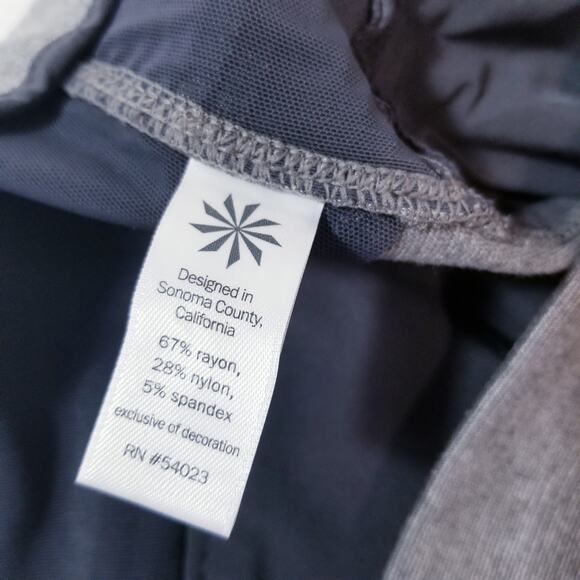 Designed in
Sonoma County,
California
67% rayon,
28% nylon,
5% spandex
exclusive of decoration
RN #54023